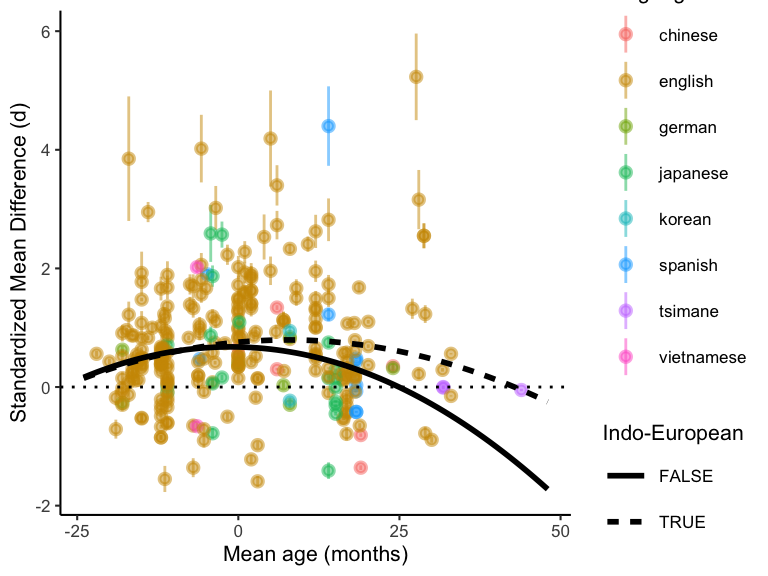 chinese
english
german
japanese
korean
spanish
tsimane
vietnamese
Indo-European
FALSE
TRUE
6
4
2
0
-2
-25
0
25
50
Mean age (months)
Standardized Mean Difference (d)